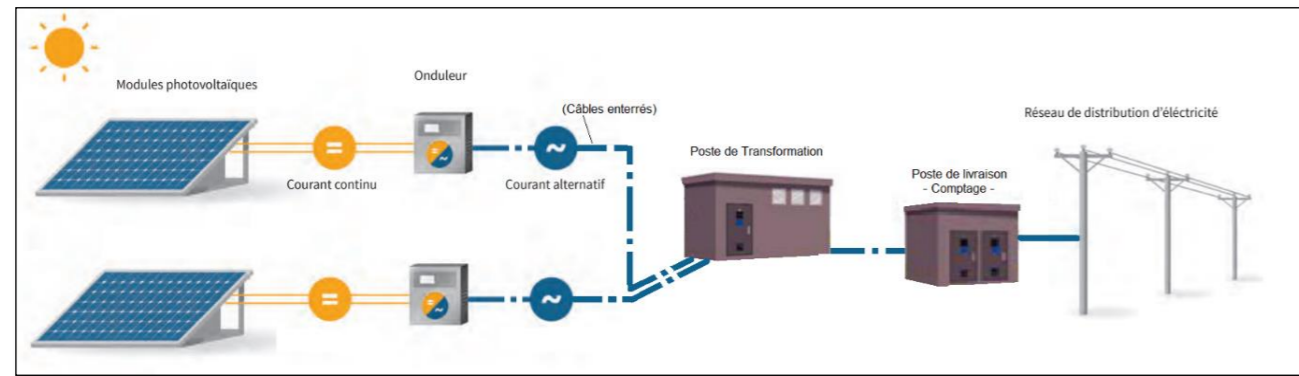 Modules photovoltaïques
Onduleur
(Câbles enterrés)
Réseau de distribution d'éléctricité
Poste de Transformation
Poste de livraison
- Comptage -
Courant continu
Courant alternatif